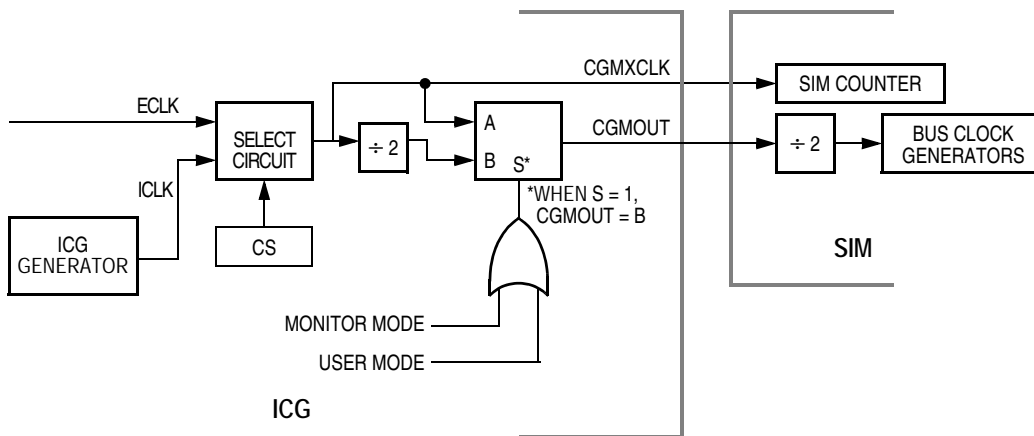 CGMXCLK
SIM COUNTER
ECLK
SELECT
CIRCUIT
÷ 2
A
B
S*
CGMOUT
÷ 2
BUS CLOCK
GENERATORS
ICLK
*WHEN S = 1,
CGMOUT = B
ICG
GENERATOR
CS
SIM
MONITOR MODE
USER MODE
ICG